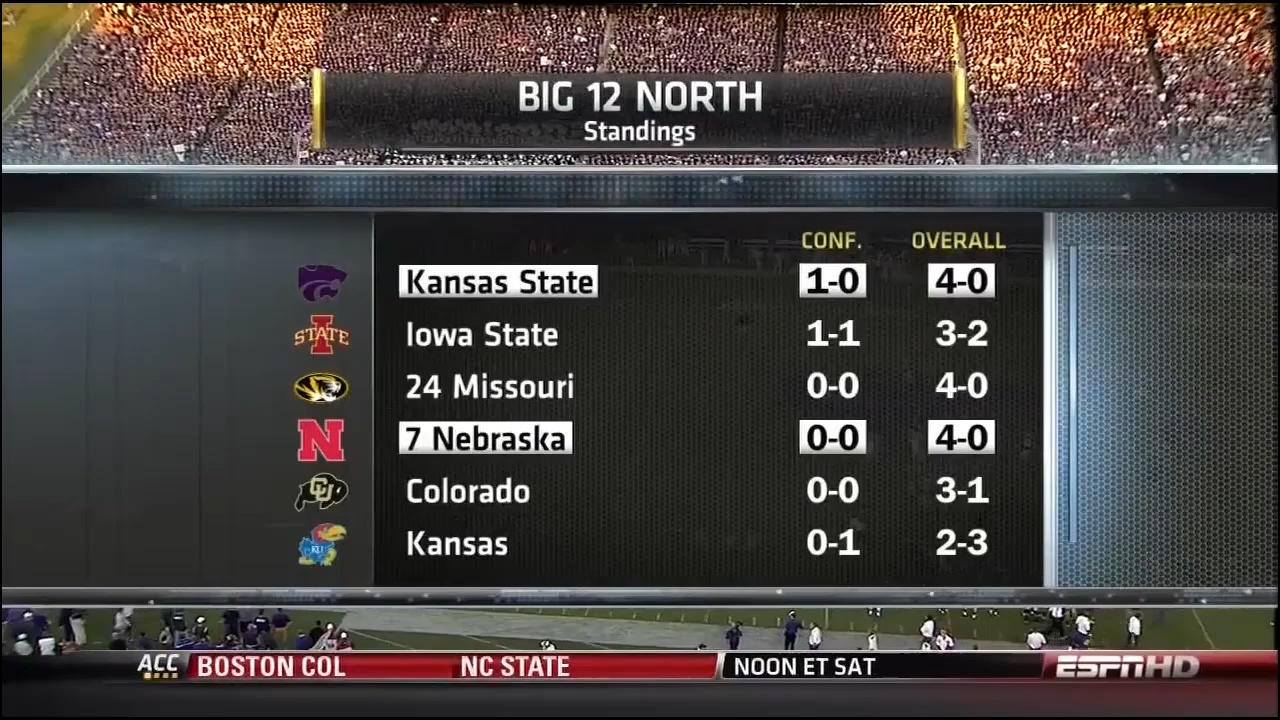 BIG 12 NORTH
Standings
CONF. OVERALL
Kansas State 1-0 4-0
STATE Iowa State 1-1 3-2
24 Missouri 0-0 4-0
N 7 Nebraska 0-0 4-0
CU Colorado 0-0 3-1
KU Kansas 0-1 2-3
ACC BOSTON COL NC STATE NOON ET SAT ESPNHD